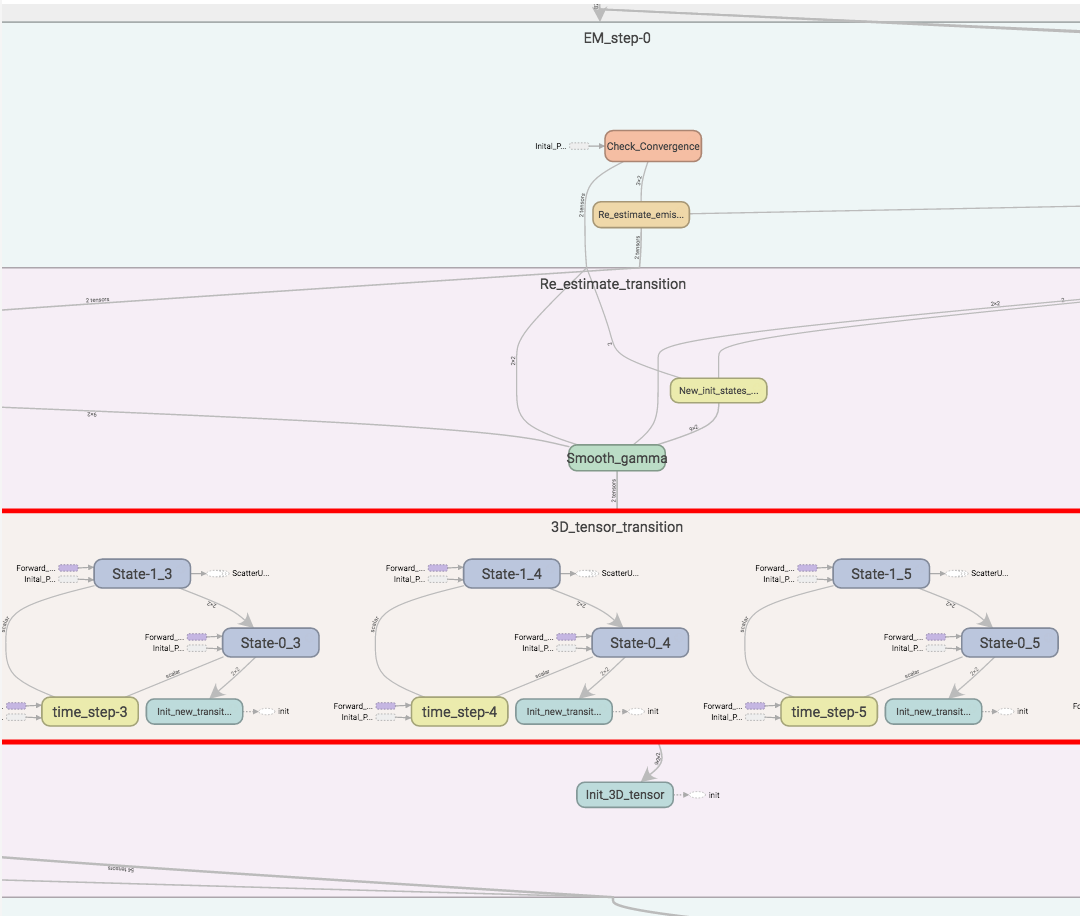 EM_step-0
Inital_P...
Check_Convergence
2 tensors
2×2
Re_estimate_emis...
2 tensors
Re_estimate_transition
2 tensors
2×2
2×2
2
New_init_states_...
2×6
Smooth_gamma
2 tensors
3D_tensor_transition
Forward_...
Inital_P...
State-1_3
ScatterU...
Forward_...
Inital_P...
State-1_4
ScatterU...
Forward_...
Inital_P...
State-1_5
ScatterU...
scalar
2×2
scalar
2×2
scalar
2×2
Forward_...
Inital_P...
State-0_3
Forward_...
Inital_P...
State-0_4
Forward_...
Inital_P...
State-0_5
scalar
2×2
scalar
2×2
scalar
2×2
time_step-3
Init_new_transit...
init
Forward_...
Inital_P...
time_step-4
Init_new_transit...
init
Forward_...
Inital_P...
time_step-5
Init_new_transit...
init
Init_3D_tensor
init